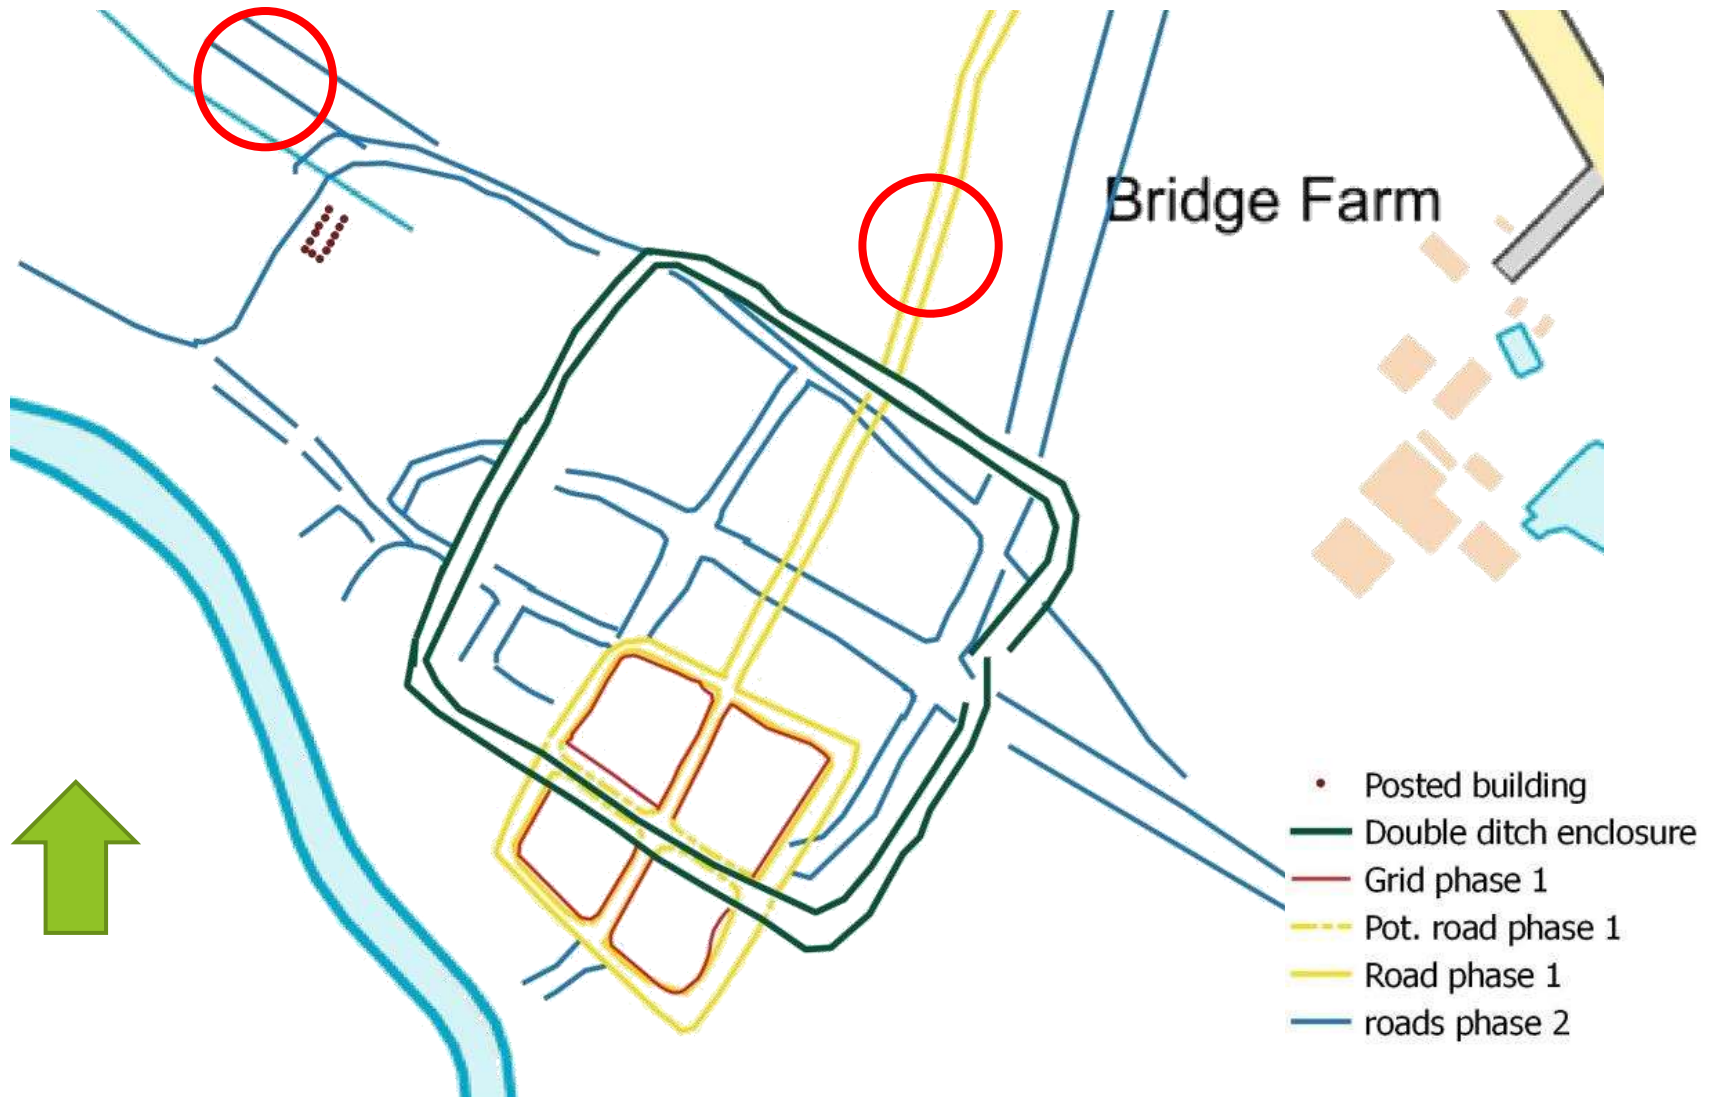 Bridge Farm
Posted building
Double ditch enclosure
Grid phase 1
Pot. road phase 1
Road phase 1
roads phase 2